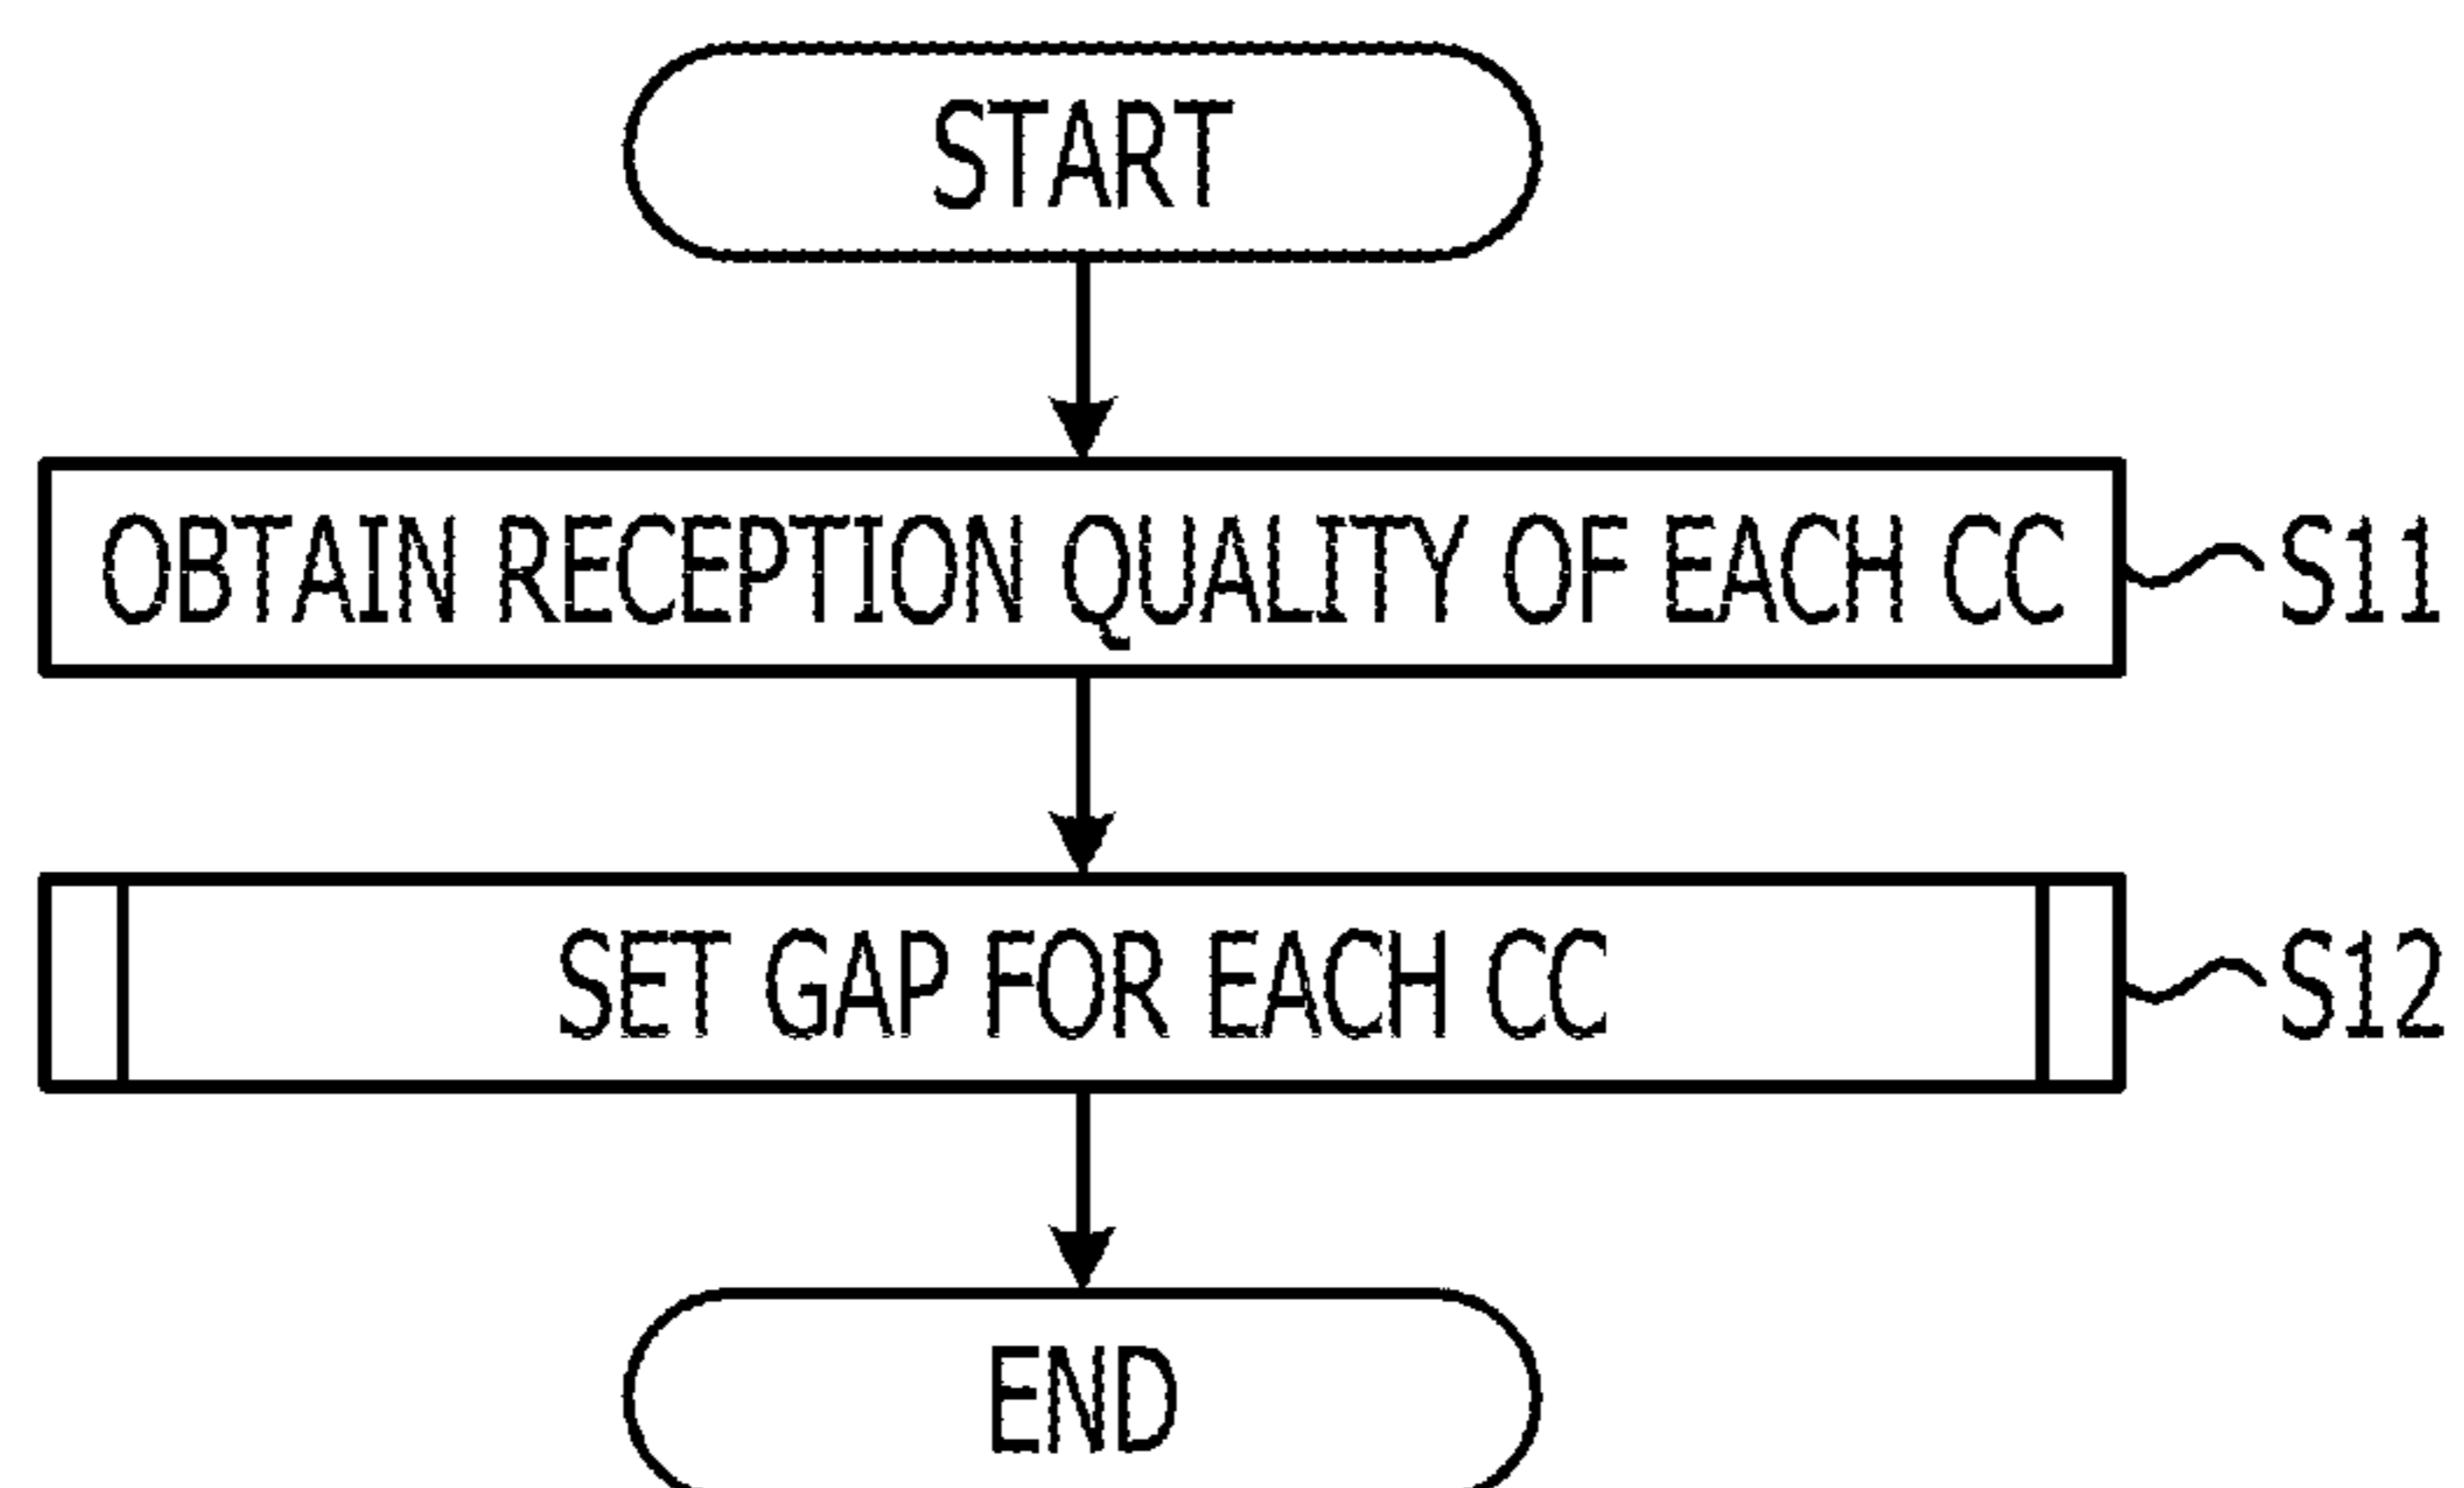 START
OBTAIN RECEPTION QUALITY OF EACH CC
S11
SET GAP FOR EACH CC
S12
END